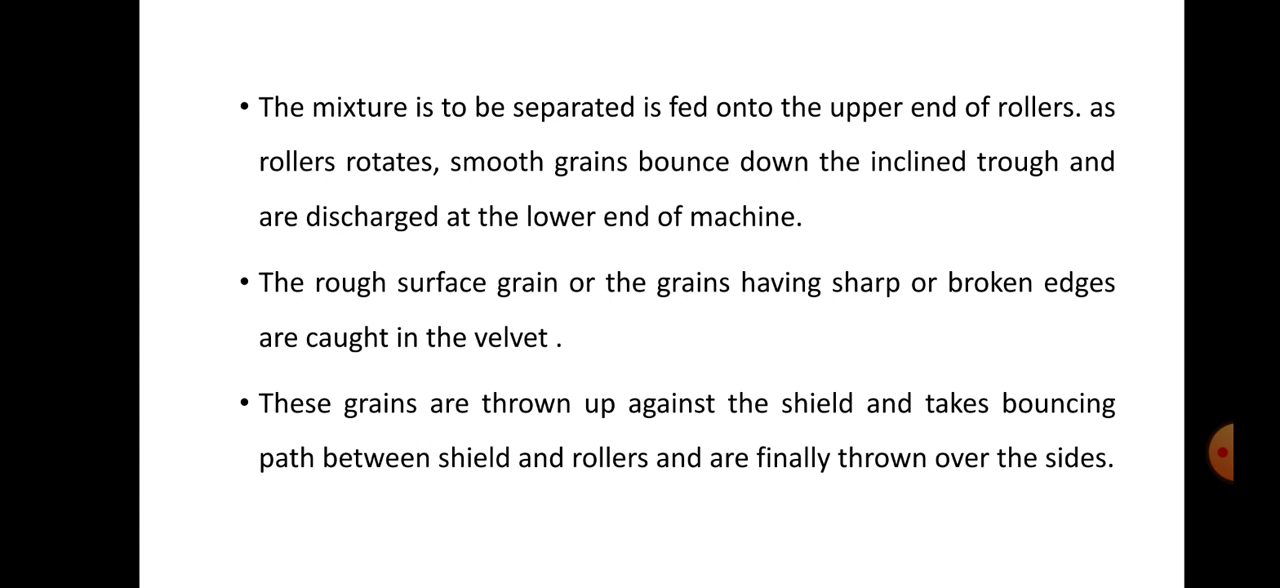 • The mixture is to be separated is fed onto the upper end of rollers. as
rollers rotates, smooth grains bounce down the inclined trough and
are discharged at the lower end of machine.
• The rough surface grain or the grains having sharp or broken edges
are caught in the velvet .
• These grains are thrown up against the shield and takes bouncing
path between shield and rollers and are finally thrown over the sides.